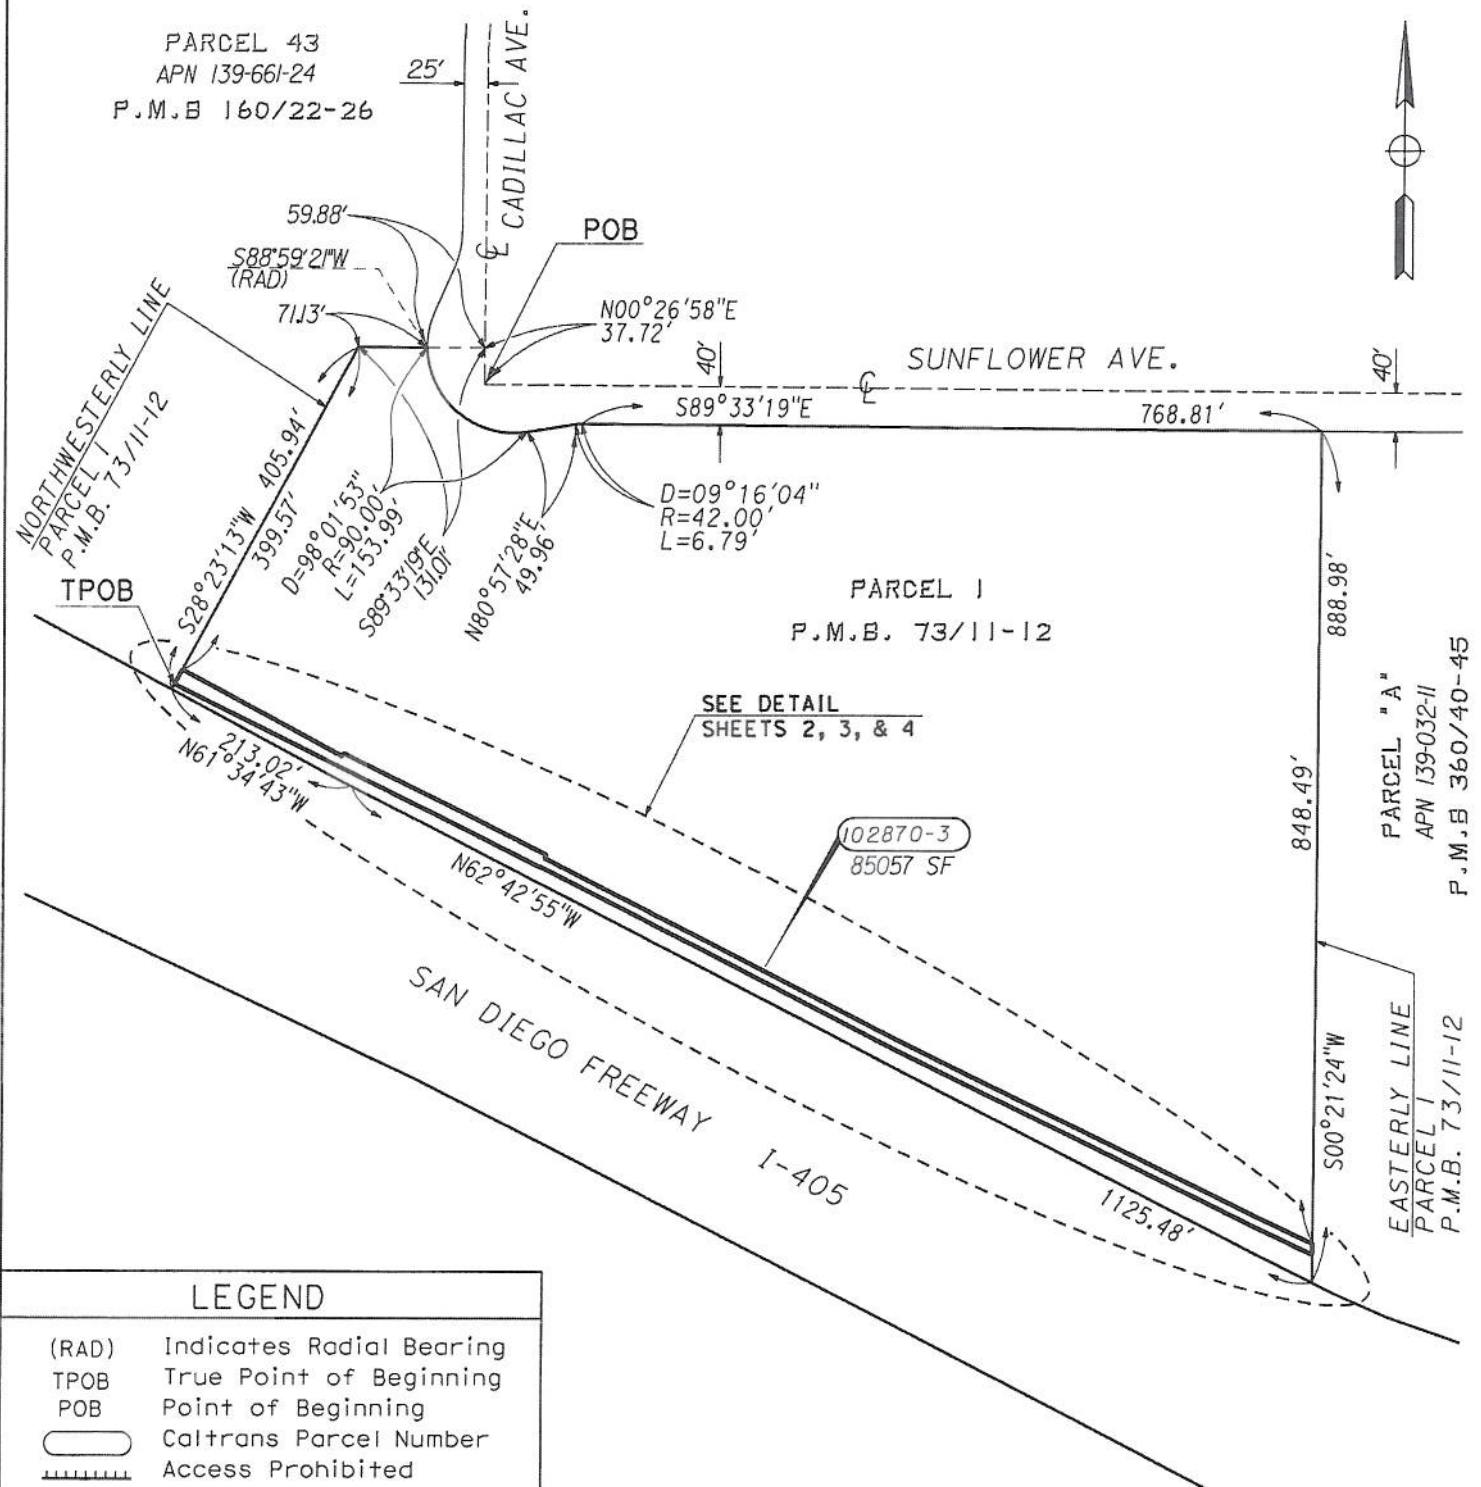 PARCEL 43
APN 139-661-24
P.M.B 160/22-26
25'
CADILLAC AVE.
℄
59.88'
S88°59'21"W
(RAD)
71.13'
POB
N00°26'58"E
37.72'
SUNFLOWER AVE.
℄
40'
40'
S89°33'19"E
768.81'
NORTHWESTERLY LINE
PARCEL 1
P.M.B. 73/11-12
S28°23'13"W
405.94'
399.57'
D=98°01'53"
R=90.00'
L=153.99'
S89°33'19"E
131.01'
N80°57'28"E
49.96'
D=09°16'04"
R=42.00'
L=6.79'
TPOB
PARCEL 1
P.M.B. 73/11-12
888.98'
848.49'
S00°21'24"W
PARCEL "A"
APN 139-032-11
P.M.B 360/40-45
SEE DETAIL
SHEETS 2, 3, & 4
213.02'
N61°34'43"W
N62°42'55"W
102870-3
85057 SF
SAN DIEGO FREEWAY I-405
1125.48'
EASTERLY LINE
PARCEL 1
P.M.B. 73/11-12
LEGEND
(RAD) Indicates Radial Bearing
TPOB True Point of Beginning
POB Point of Beginning
Caltrans Parcel Number
Access Prohibited